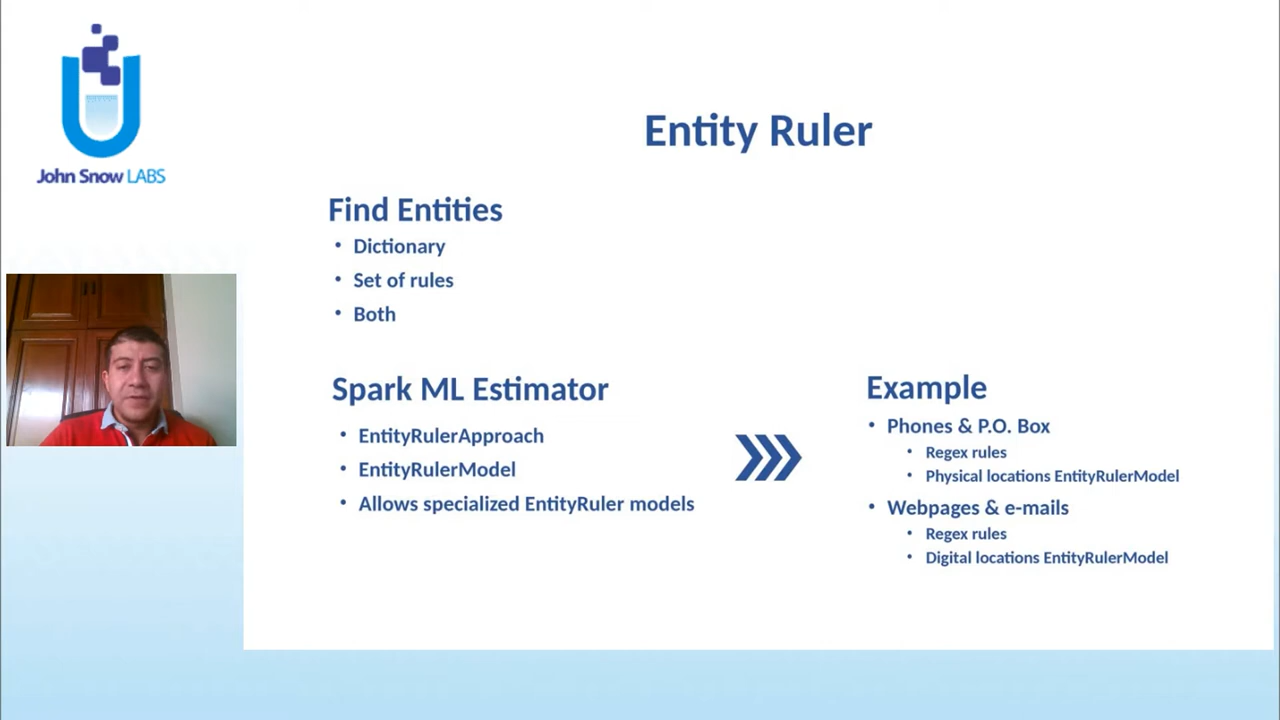 John Snow LABS
Entity Ruler
Find Entities
• Dictionary
• Set of rules
• Both
Spark ML Estimator
• EntityRulerApproach
• EntityRulerModel
• Allows specialized EntityRuler models
Example
• Phones & P.O. Box
• Regex rules
• Physical locations EntityRulerModel
• Webpages & e-mails
• Regex rules
• Digital locations EntityRulerModel